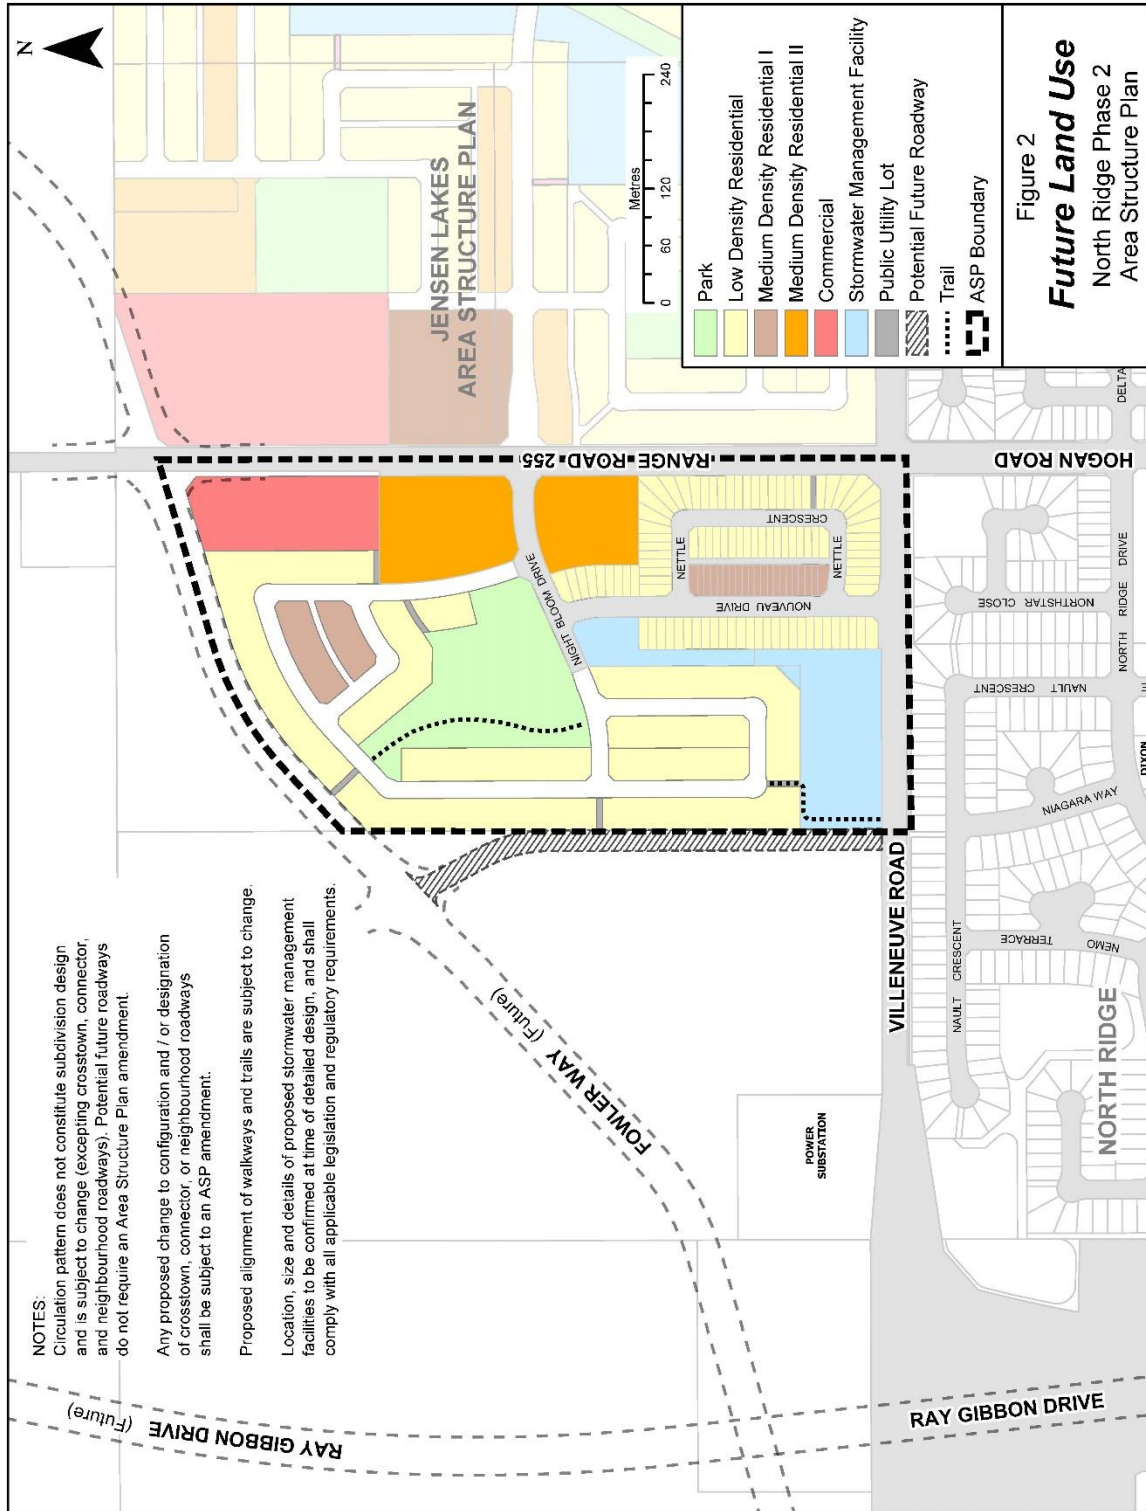 NOTES:
Circulation pattern does not constitute subdivision design
and is subject to change (excepting crosstown, connector,
and neighbourhood roadways). Potential future roadways
do not require an Area Structure Plan amendment.
Any proposed change to configuration and / or designation
of crosstown, connector, or neighbourhood roadways
shall be subject to an ASP amendment.
Proposed alignment of walkways and trails are subject to change.
Location, size and details of proposed stormwater management
facilities to be confirmed at time of detailed design, and shall
comply with all applicable legislation and regulatory requirements.
N
RAY GIBBON DRIVE (Future)
FOWLER WAY (Future)
JENSEN LAKES
AREA STRUCTURE PLAN
RANGE ROAD 255
NIGHT BLOOM DRIVE
NOUVEAU DRIVE
NETTLE
CRESCENT
NETTLE
POWER
SUBSTATION
VILLENEUVE ROAD
RAY GIBBON DRIVE
HOGAN ROAD
NAULT CRESCENT
NEMO
TERRACE
NIAGARA WAY
NAULT CRESCENT
NORTHSTAR CLOSE
NORTH RIDGE DRIVE
DIXON
DELTA
NORTH RIDGE
Metres
0 60 120 240
Park
Low Density Residential
Medium Density Residential I
Medium Density Residential II
Commercial
Stormwater Management Facility
Public Utility Lot
Potential Future Roadway
Trail
ASP Boundary
Figure 2
Future Land Use
North Ridge Phase 2
Area Structure Plan